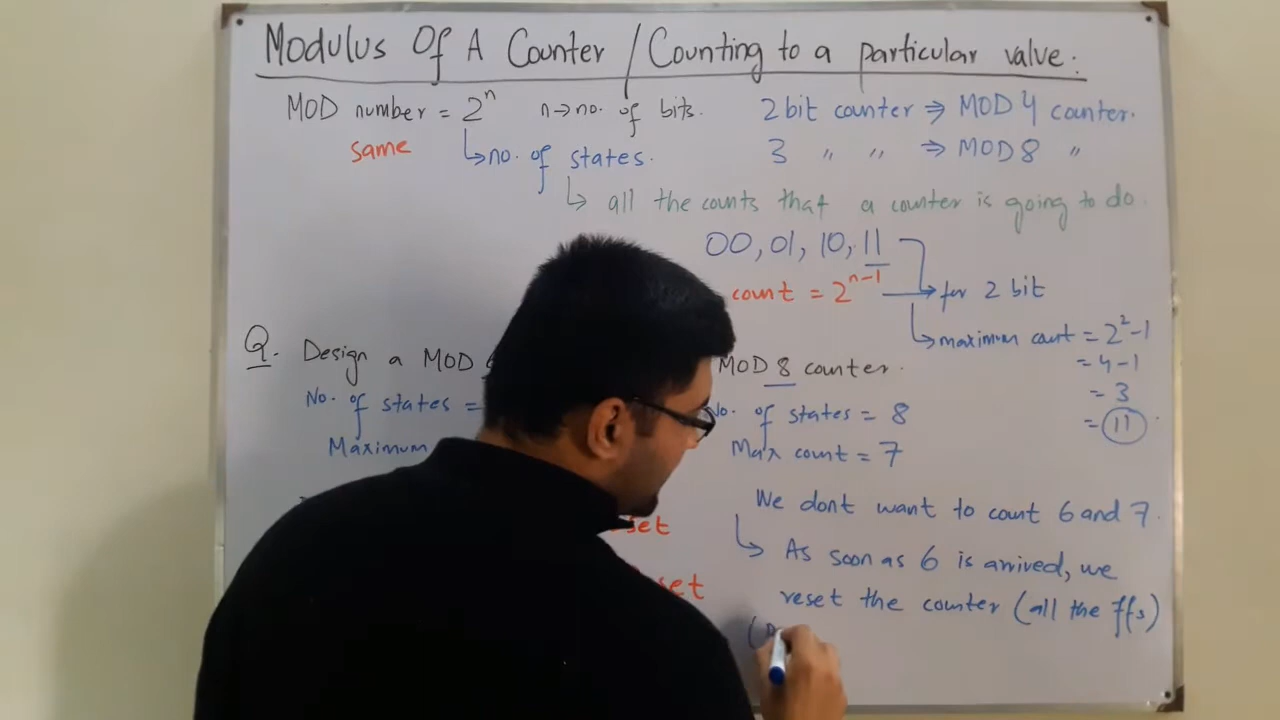 Modulus Of A Counter / Counting to a particular value:
MOD number = 2^n n→no. of bits. 2 bit counter ⇒ MOD 4 counter.
same ↳no. of states. 3 " " ⇒ MOD 8 "
↳ all the counts that a counter is going to do.
00, 01, 10, 11
count = 2^n-1 → for 2 bit
↳maximum count = 2^2-1
= 4-1
= 3
= 11
Q. Design a MOD
No. of states =
Maximum
MOD 8 counter.
No. of states = 8
Max count = 7
set
set
We dont want to count 6 and 7.
↳ As soon as 6 is arrived, we
reset the counter (all the ffs)
(